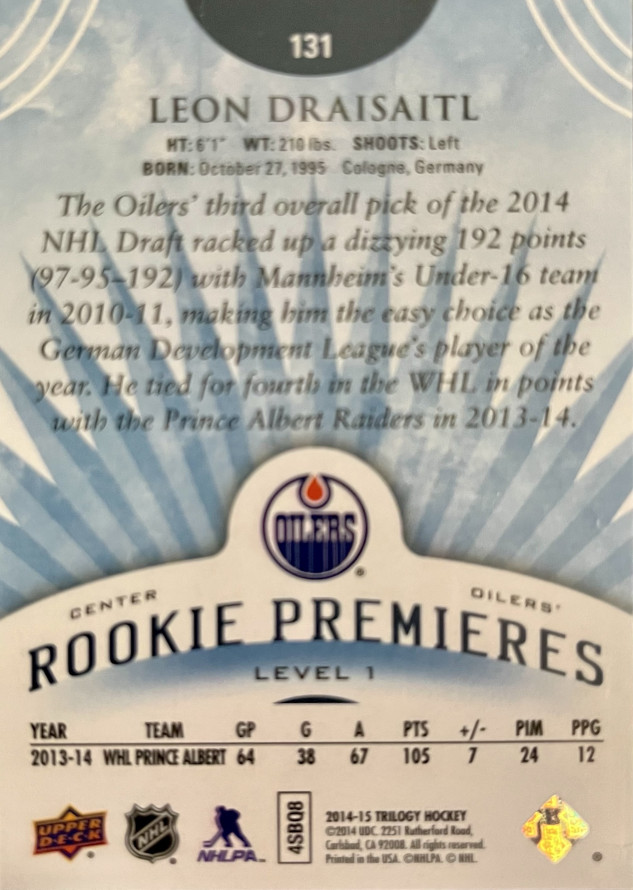 131
LEON DRAISAITL
HT: 6'1" WT: 210 lbs. SHOOTS: Left
BORN: October 27, 1995 Cologne, Germany
The Oilers' third overall pick of the 2014
NHL Draft racked up a dizzying 192 points
(97-95–192) with Mannheim's Under-16 team
in 2010-11, making him the easy choice as the
German Development League's player of the
year. He tied for fourth in the WHL in points
with the Prince Albert Raiders in 2013-14.
OILERS
®
CENTER OILERS'
ROOKIE PREMIERES
LEVEL 1
YEAR TEAM GP G A PTS +/- PIM PPG
2013-14 WHL PRINCE ALBERT 64 38 67 105 7 24 12
UPPER DECK ® NHL ® NHLPA™ 4SBQ8
2014-15 TRILOGY HOCKEY
©2014 UDC. 2251 Rutherford Road,
Carlsbad, CA 92008. All rights reserved.
Printed in the USA. ©NHLPA. © NHL.
®